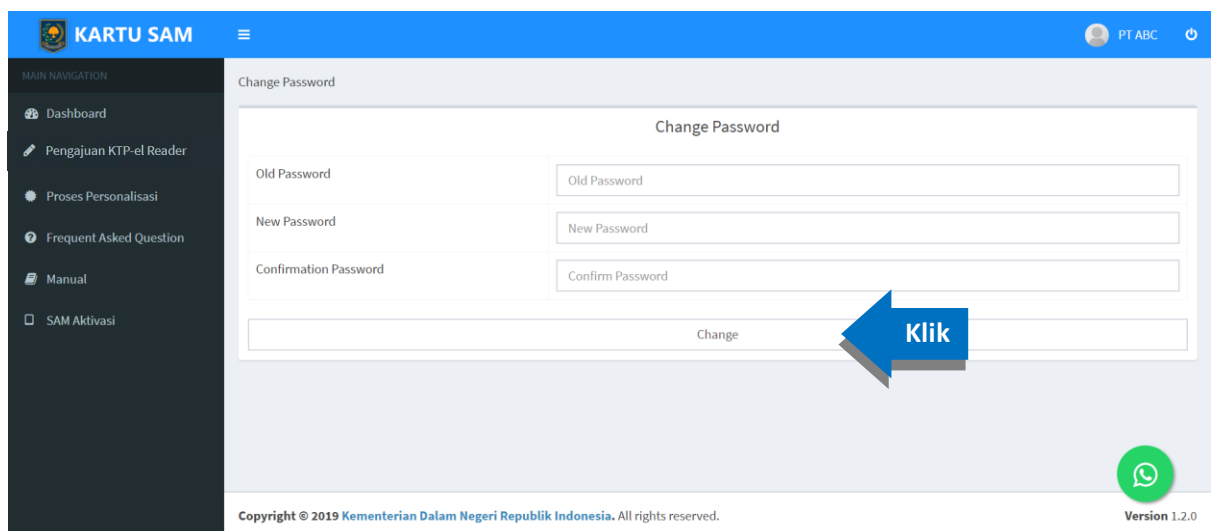 KARTU SAM
PT ABC
MAIN NAVIGATION
Dashboard
Pengajuan KTP-el Reader
Proses Personalisasi
Frequent Asked Question
Manual
SAM Aktivasi
Change Password
Change Password
Old Password
Old Password
New Password
New Password
Confirmation Password
Confirm Password
Change
Klik
Copyright © 2019 Kementerian Dalam Negeri Republik Indonesia. All rights reserved.
Version 1.2.0